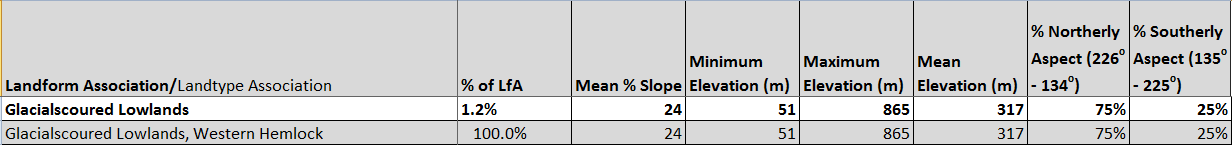 Landform Association/Landtype Association % of LfA Mean % Slope Minimum Elevation (m) Maximum Elevation (m) Mean Elevation (m) % Northerly Aspect (226° - 134°) % Southerly Aspect (135° - 225°)
Glacialscoured Lowlands 1.2% 24 51 865 317 75% 25%
Glacialscoured Lowlands, Western Hemlock 100.0% 24 51 865 317 75% 25%